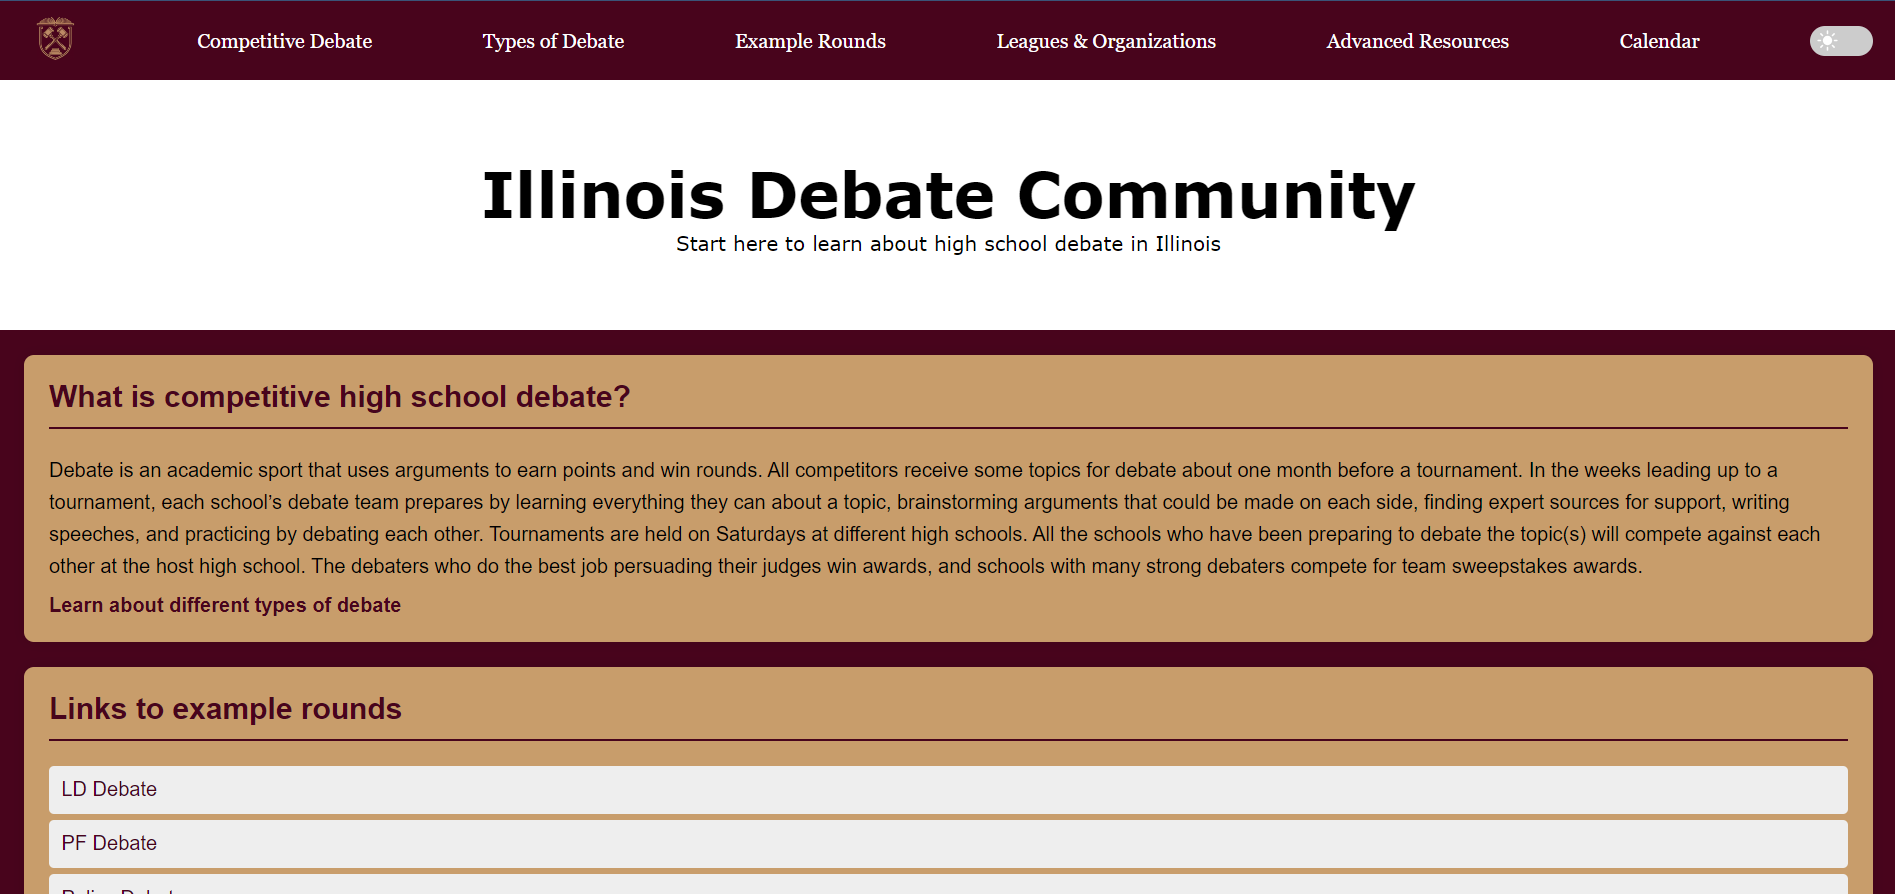 Competitive Debate
Types of Debate
Example Rounds
Leagues & Organizations
Advanced Resources
Calendar
Illinois Debate Community
Start here to learn about high school debate in Illinois
What is competitive high school debate?
Debate is an academic sport that uses arguments to earn points and win rounds. All competitors receive some topics for debate about one month before a tournament. In the weeks leading up to a
tournament, each school’s debate team prepares by learning everything they can about a topic, brainstorming arguments that could be made on each side, finding expert sources for support, writing
speeches, and practicing by debating each other. Tournaments are held on Saturdays at different high schools. All the schools who have been preparing to debate the topic(s) will compete against each
other at the host high school. The debaters who do the best job persuading their judges win awards, and schools with many strong debaters compete for team sweepstakes awards.
Learn about different types of debate
Links to example rounds
LD Debate
PF Debate